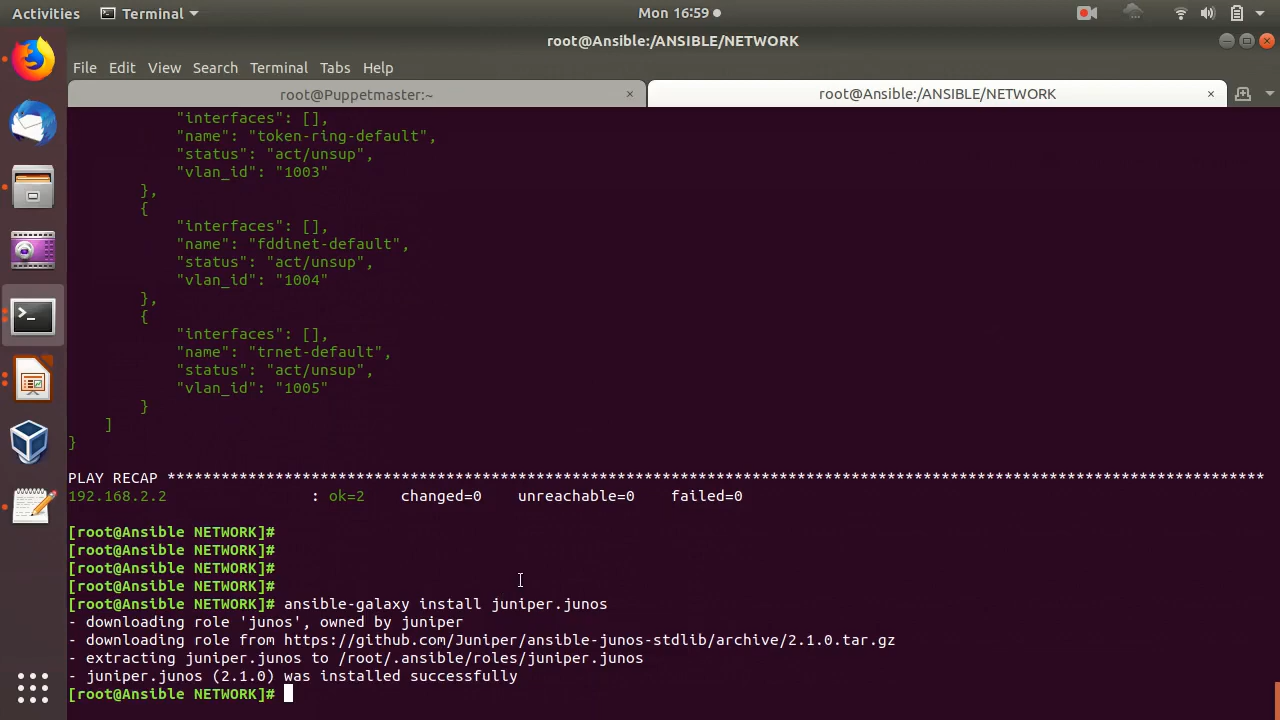 Activities Terminal Mon 16:59
root@Ansible:/ANSIBLE/NETWORK
File Edit View Search Terminal Tabs Help
root@Puppetmaster:~ × root@Ansible:/ANSIBLE/NETWORK ×
"interfaces": [],
"name": "token-ring-default",
"status": "act/unsup",
"vlan_id": "1003"
},
{
"interfaces": [],
"name": "fddinet-default",
"status": "act/unsup",
"vlan_id": "1004"
},
{
"interfaces": [],
"name": "trnet-default",
"status": "act/unsup",
"vlan_id": "1005"
}
]
}
PLAY RECAP **************************************************************************************************************************
192.168.2.2 : ok=2 changed=0 unreachable=0 failed=0
[root@Ansible NETWORK]#
[root@Ansible NETWORK]#
[root@Ansible NETWORK]#
[root@Ansible NETWORK]#
[root@Ansible NETWORK]# ansible-galaxy install juniper.junos
- downloading role 'junos', owned by juniper
- downloading role from https://github.com/Juniper/ansible-junos-stdlib/archive/2.1.0.tar.gz
- extracting juniper.junos to /root/.ansible/roles/juniper.junos
- juniper.junos (2.1.0) was installed successfully
[root@Ansible NETWORK]#